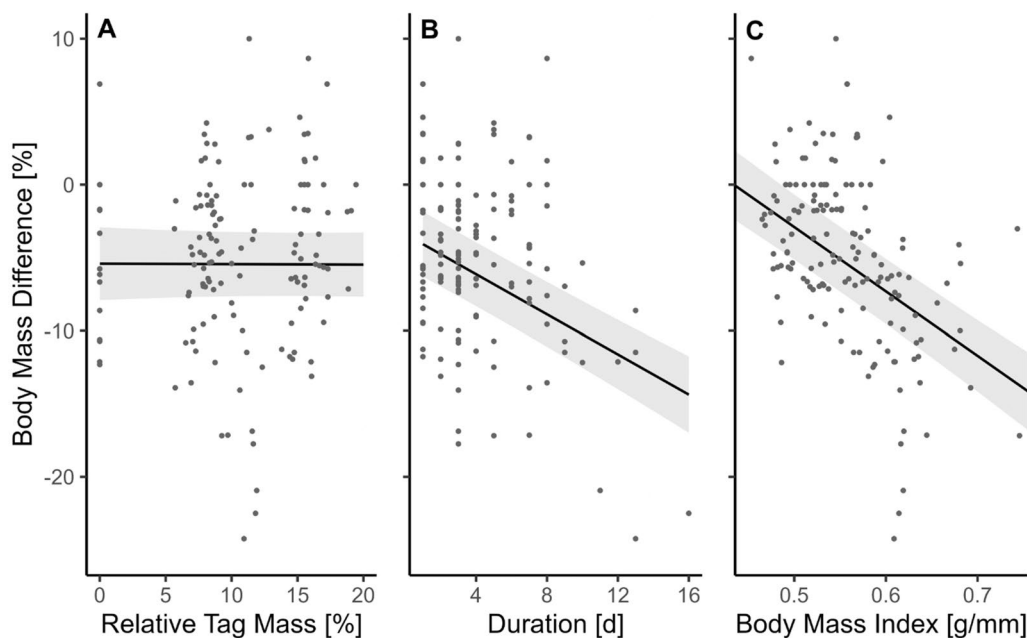 A
B
C
Body Mass Difference [%]
10
0
-10
-20
0
5
10
15
20
4
8
12
16
0.5
0.6
0.7
Relative Tag Mass [%]
Duration [d]
Body Mass Index [g/mm]